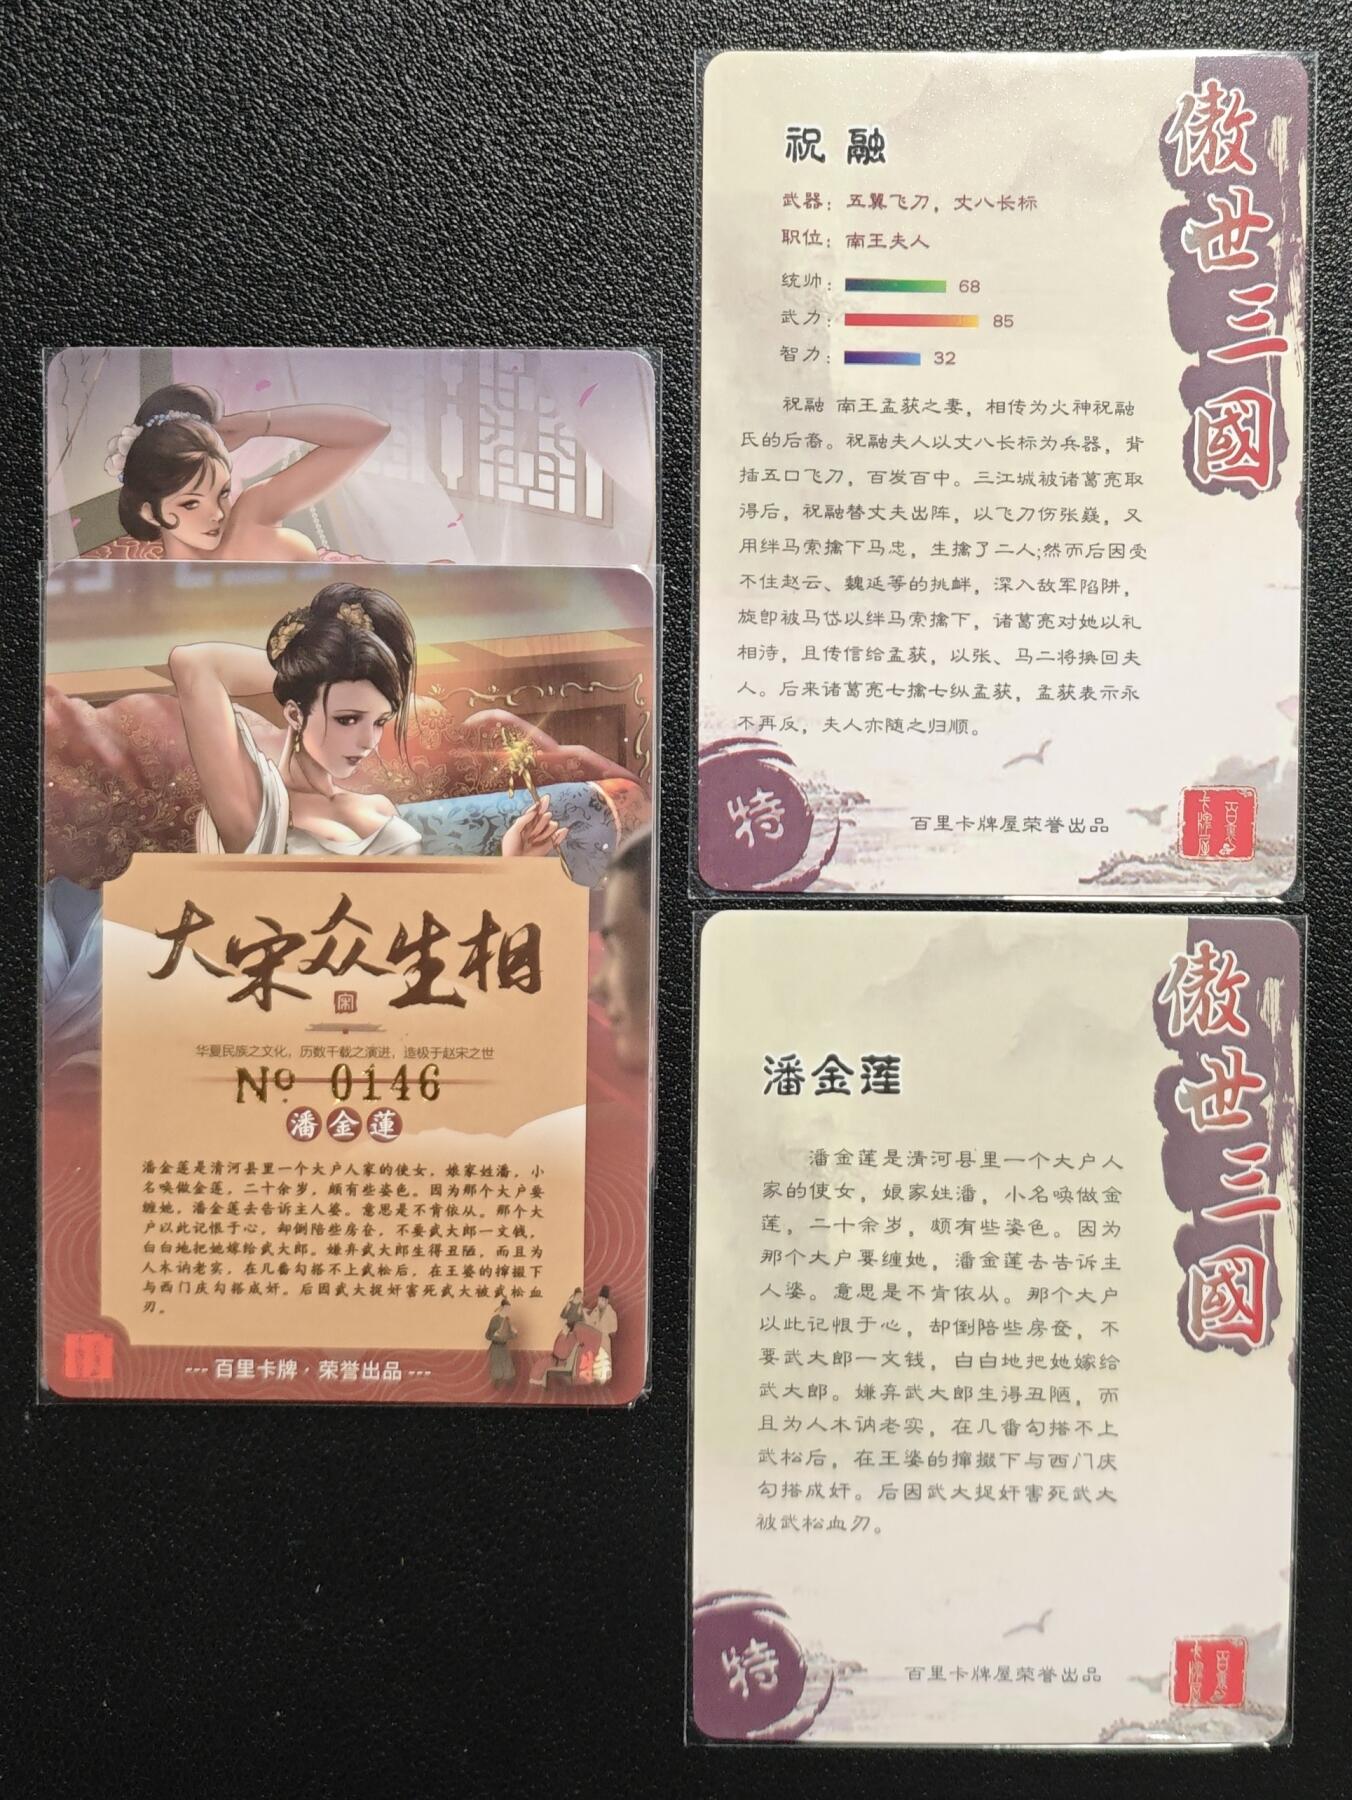 大宋众生相
宋
华夏民族之文化，历数千载之演进，造极于赵宋之世
Nº 0146
潘金蓮
潘金莲是清河县里一个大户人家的使女，娘家姓潘，小
名唤做金莲，二十余岁，颇有些姿色。因为那个大户要
缠她，潘金莲去告诉主人婆。意思是不肯依从。那个大
户以此记恨于心，却倒陪些房奁，不要武大郎一文钱，
白白地把她嫁给武大郎。嫌弃武大郎生得丑陋，而且为
人木讷老实，在几番勾搭不上武松后，在王婆的撺掇下
与西门庆勾搭成奸。后因武大捉奸害死武大被武松血
刃。
--- 百里卡牌 · 荣誉出品 ---
特
傲世三國
祝 融
武器：五翼飞刀，丈八长标
职位：南王夫人
统帅： 68
武力： 85
智力： 32
祝融 南王孟获之妻，相传为火神祝融
氏的后裔。祝融夫人以丈八长标为兵器，背
插五口飞刀，百发百中。三江城被诸葛亮取
得后，祝融替丈夫出阵，以飞刀伤张嶷，又
用绊马索擒下马忠，生擒了二人;然而后因受
不住赵云、魏延等的挑衅，深入敌军陷阱，
旋即被马岱以绊马索擒下，诸葛亮对她以礼
相待，且传信给孟获，以张、马二将换回夫
人。后来诸葛亮七擒七纵孟获，孟获表示永
不再反，夫人亦随之归顺。
特
百里卡牌屋荣誉出品
百里
卡牌屋
傲世三國
潘金莲
潘金莲是清河县里一个大户人
家的使女，娘家姓潘，小名唤做金
莲，二十余岁，颇有些姿色。因为
那个大户要缠她，潘金莲去告诉主
人婆。意思是不肯依从。那个大户
以此记恨于心，却倒陪些房奁，不
要武大郎一文钱，白白地把她嫁给
武大郎。嫌弃武大郎生得丑陋，而
且为人木讷老实，在几番勾搭不上
武松后，在王婆的撺掇下与西门庆
勾搭成奸。后因武大捉奸害死武大
被武松血刃。
特
百里卡牌屋荣誉出品
百里
卡牌屋